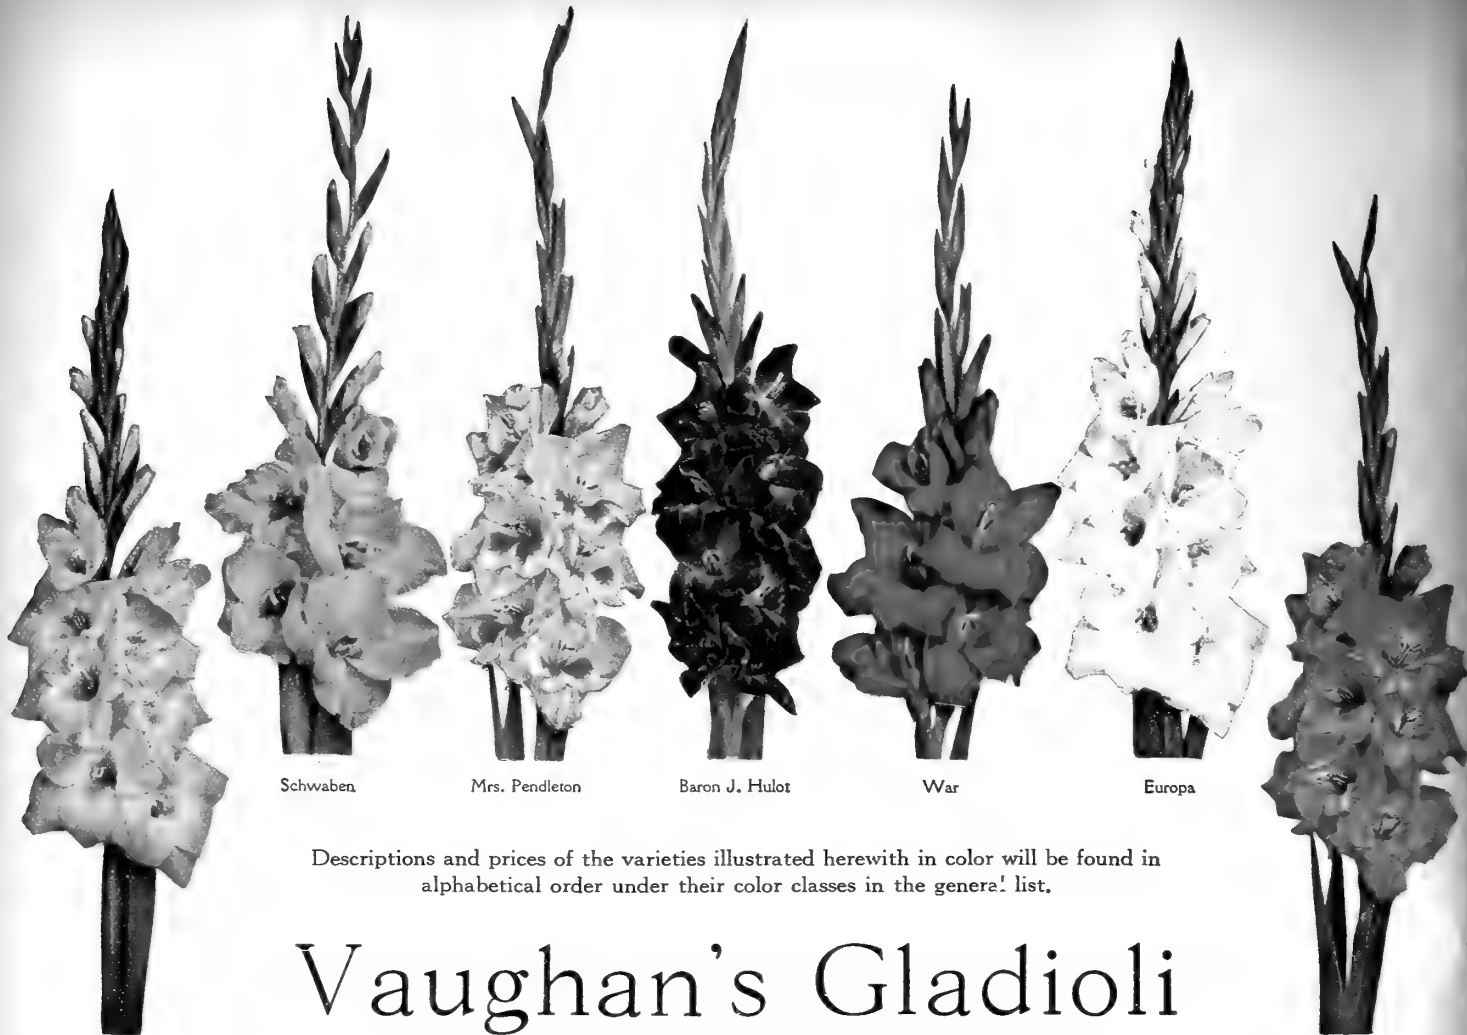 Schwaben Mrs. Pendleton Baron J. Hulot War Europa
Descriptions and prices of the varieties illustrated herewith in color will be found in
alphabetical order under their color classes in the general list.
Vaughan's Gladioli